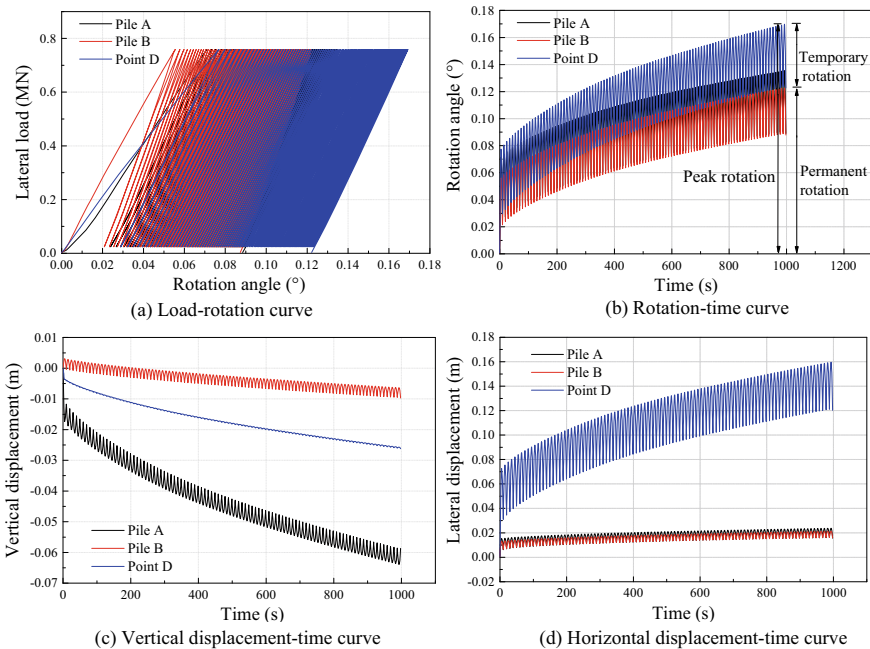 Pile A
Pile B
Point D
Lateral load (MN)
0.8
0.6
0.4
0.2
0.0
0.00 0.02 0.04 0.06 0.08 0.10 0.12 0.14 0.16 0.18
Rotation angle (°)
(a) Load-rotation curve
Pile A
Pile B
Point D
Rotation angle (°)
0.18
0.16
0.14
0.12
0.10
0.08
0.06
0.04
0.02
0.00
Temporary
rotation
Peak rotation
Permanent
rotation
0 200 400 600 800 1000 1200
Time (s)
(b) Rotation-time curve
Vertical displacement (m)
0.01
0.00
-0.01
-0.02
-0.03
-0.04
-0.05
-0.06
-0.07
Pile A
Pile B
Point D
0 200 400 600 800 1000
Time (s)
(c) Vertical displacement-time curve
Pile A
Pile B
Point D
Lateral displacement (m)
0.18
0.16
0.14
0.12
0.10
0.08
0.06
0.04
0.02
0.00
-0.02
0 200 400 600 800 1000
Time (s)
(d) Horizontal displacement-time curve